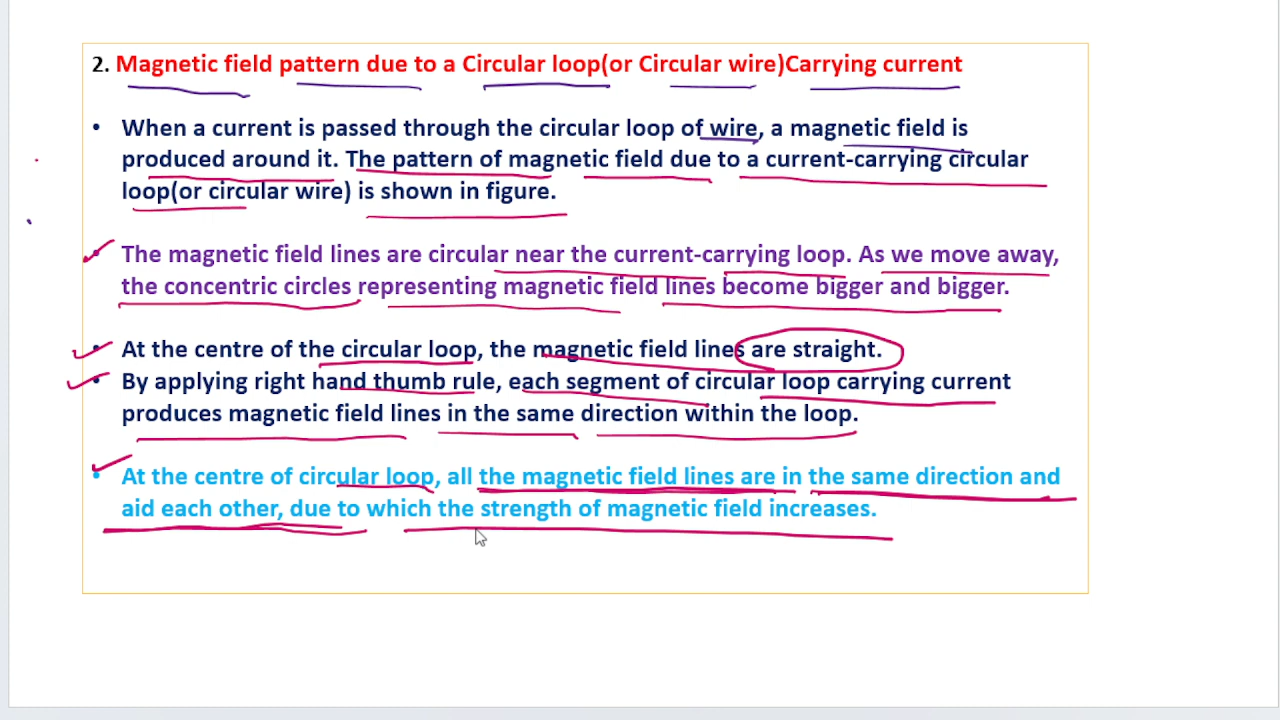 2. Magnetic field pattern due to a Circular loop(or Circular wire)Carrying current
• When a current is passed through the circular loop of wire, a magnetic field is
produced around it. The pattern of magnetic field due to a current-carrying circular
loop(or circular wire) is shown in figure.
• The magnetic field lines are circular near the current-carrying loop. As we move away,
the concentric circles representing magnetic field lines become bigger and bigger.
• At the centre of the circular loop, the magnetic field lines are straight.
• By applying right hand thumb rule, each segment of circular loop carrying current
produces magnetic field lines in the same direction within the loop.
• At the centre of circular loop, all the magnetic field lines are in the same direction and
aid each other, due to which the strength of magnetic field increases.